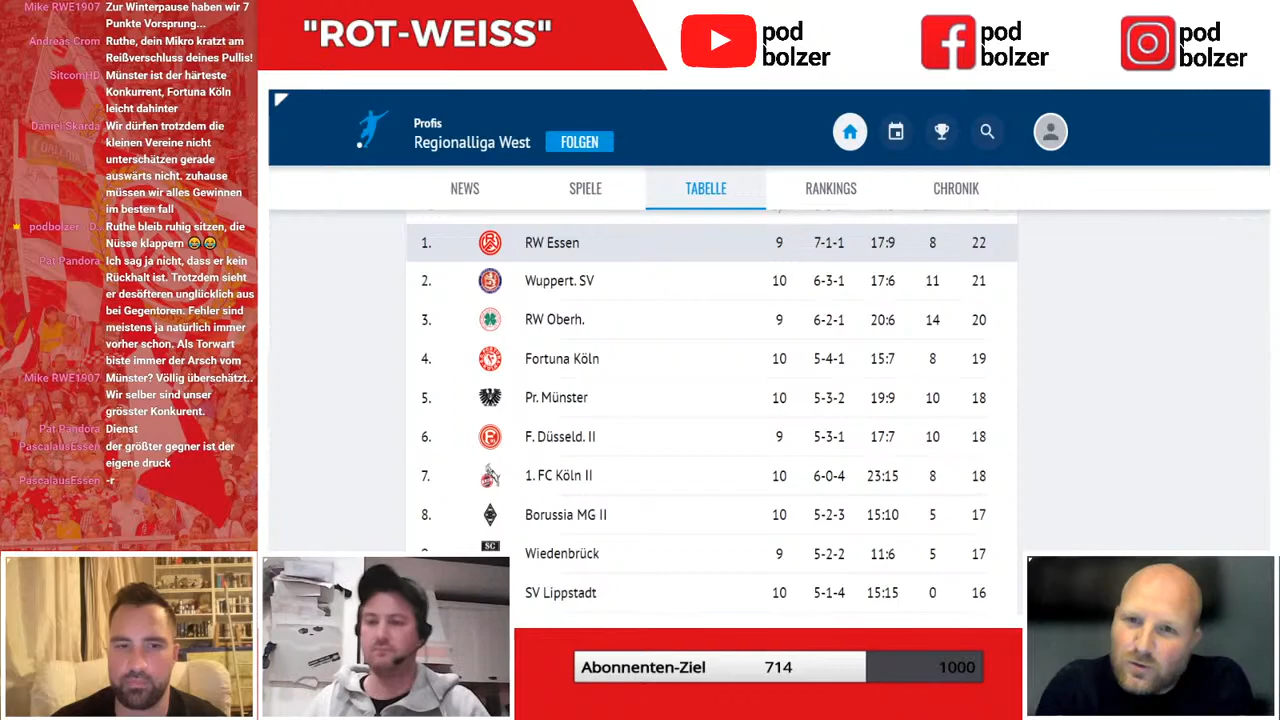 Mike RWE1907 Zur Winterpause haben wir 7
Punkte Vorsprung...
Andreas Crom Ruthe, dein Mikro kratzt am
Reißverschluss deines Pullis!
SitcomHD Münster ist der härteste
Konkurrent, Fortuna Köln
leicht dahinter
Daniel Skarda Wir dürfen trotzdem die
kleinen Vereine nicht
unterschätzen gerade
auswärts nicht. zuhause
müssen wir alles Gewinnen
im besten fall
podbolzer - D... Ruthe bleib ruhig sitzen, die
Nüsse klappern 😂😂
Pat Pandora Ich sag ja nicht, dass er kein
Rückhalt ist. Trotzdem sieht
er desöfteren unglücklich aus
bei Gegentoren. Fehler sind
meistens ja natürlich immer
vorher schon. Als Torwart
biste immer der Arsch vom
Mike RWE1907 Münster? Völlig überschätzt..
Wir selber sind unser
grösster Konkurent.
Pat Pandora Dienst
PascalausEssen der größter gegner ist der
eigene druck
PascalausEssen -r
"ROT-WEISS"
pod
bolzer
pod
bolzer
pod
bolzer
Profis
Regionalliga West FOLGEN
NEWS SPIELE TABELLE RANKINGS CHRONIK
1. RW Essen 9 7-1-1 17:9 8 22
2. Wuppert. SV 10 6-3-1 17:6 11 21
3. RW Oberh. 9 6-2-1 20:6 14 20
4. Fortuna Köln 10 5-4-1 15:7 8 19
5. Pr. Münster 10 5-3-2 19:9 10 18
6. F. Düsseld. II 9 5-3-1 17:7 10 18
7. 1. FC Köln II 10 6-0-4 23:15 8 18
8. Borussia MG II 10 5-2-3 15:10 5 17
SC Wiedenbrück 9 5-2-2 11:6 5 17
SV Lippstadt 10 5-1-4 15:15 0 16
Abonnenten-Ziel 714 1000